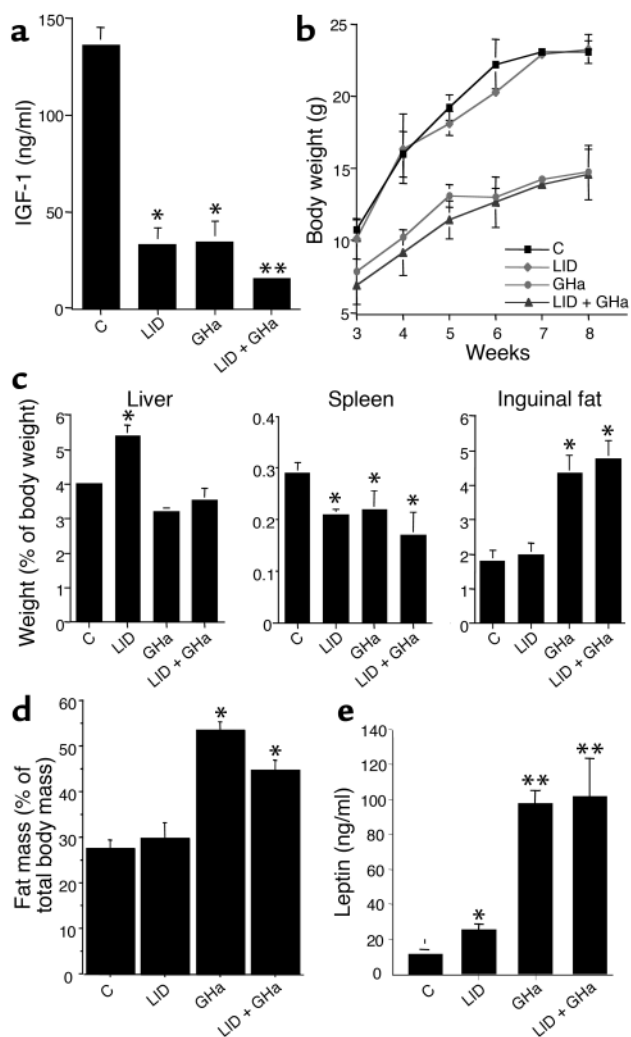 a
IGF-1 (ng/ml)
150
100
50
0
*
*
**
C
LID
GHa
LID + GHa
b
Body weight (g)
25
20
15
10
5
3 4 5 6 7 8
Weeks
C
LID
GHa
LID + GHa
c
Weight (% of body weight)
Liver
6
5
4
3
2
1
0
*
C
LID
GHa
LID + GHa
Spleen
0.4
0.3
0.2
0.1
0
*
*
*
C
LID
GHa
LID + GHa
Inguinal fat
6
5
4
3
2
1
0
*
*
C
LID
GHa
LID + GHa
d
Fat mass (% of
total body mass)
60
50
40
30
20
10
0
*
*
C
LID
GHa
LID + GHa
e
Leptin (ng/ml)
140
120
100
80
60
40
20
0
*
**
**
C
LID
GHa
LID + GHa